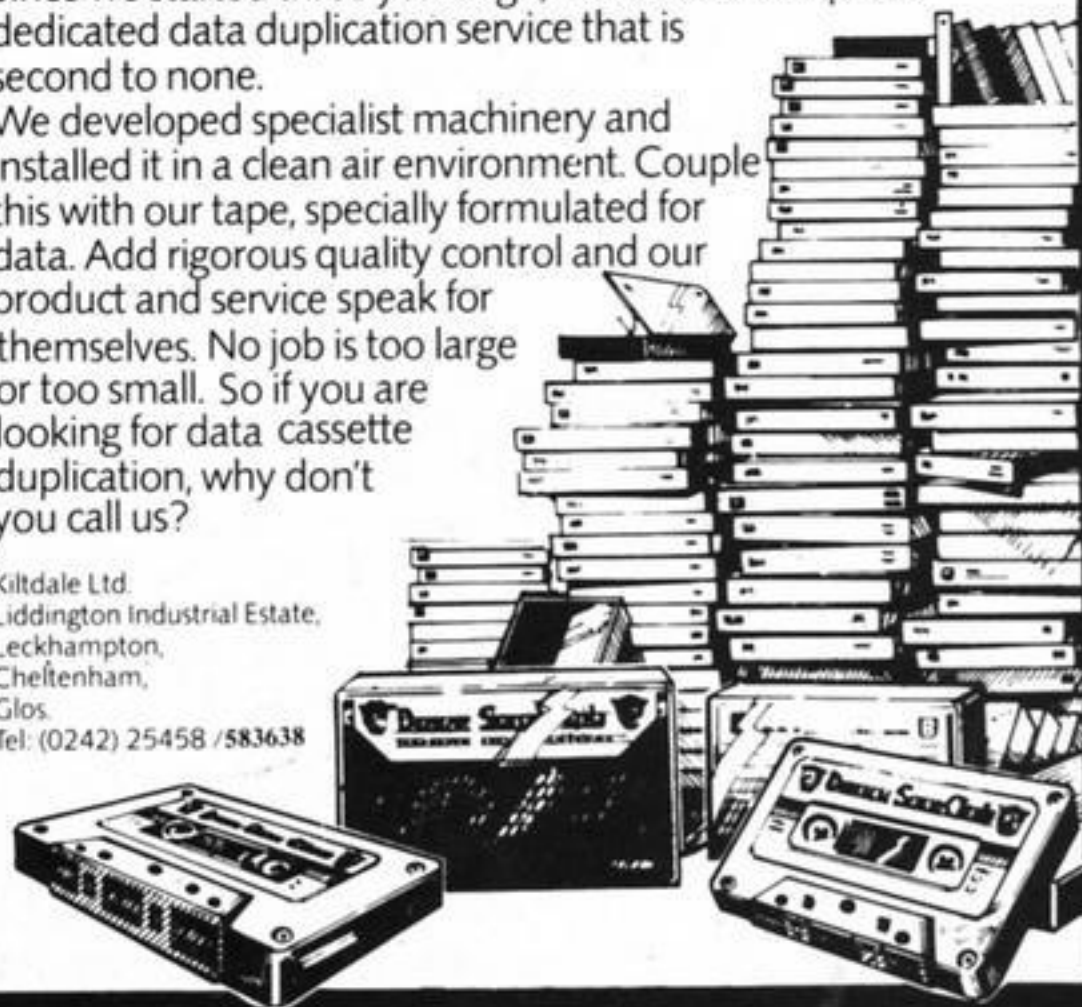 dedicated data duplication service that is
second to none.
We developed specialist machinery and
installed it in a clean air environment. Couple
this with our tape, specially formulated for
data. Add rigorous quality control and our
product and service speak for
themselves. No job is too large
or too small. So if you are
looking for data cassette
duplication, why don't
you call us?
Kiltdale Ltd.
Liddington Industrial Estate,
Leckhampton,
Cheltenham,
Glos.
Tel: (0242) 25458 /583638